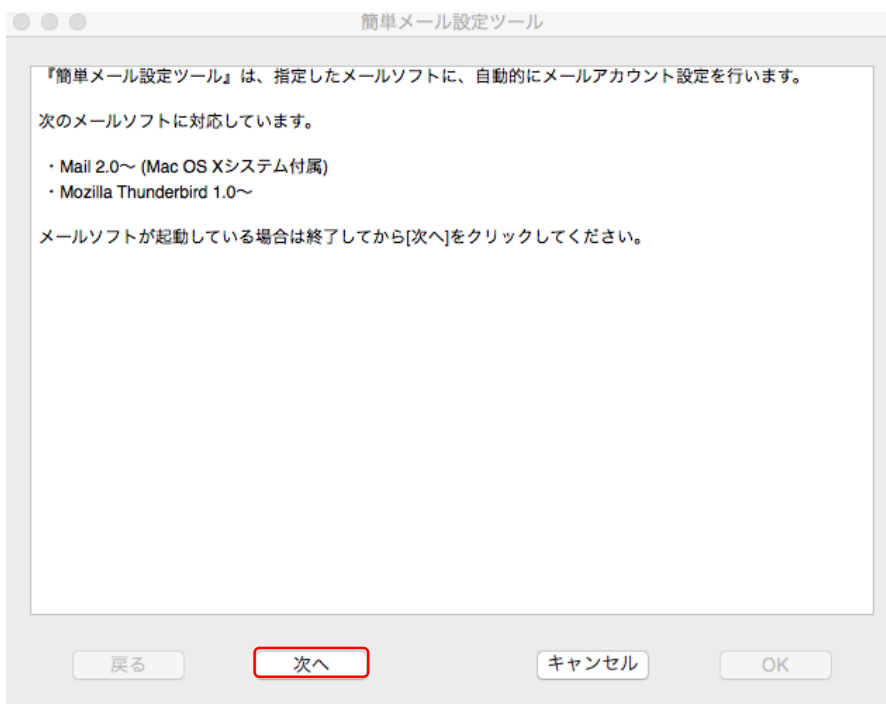 簡単メール設定ツール
『簡単メール設定ツール』は、指定したメールソフトに、自動的にメールアカウント設定を行います。
次のメールソフトに対応しています。
・Mail 2.0～ (Mac OS Xシステム付属)
・Mozilla Thunderbird 1.0～
メールソフトが起動している場合は終了してから[次へ]をクリックしてください。
戻る
次へ
キャンセル
OK